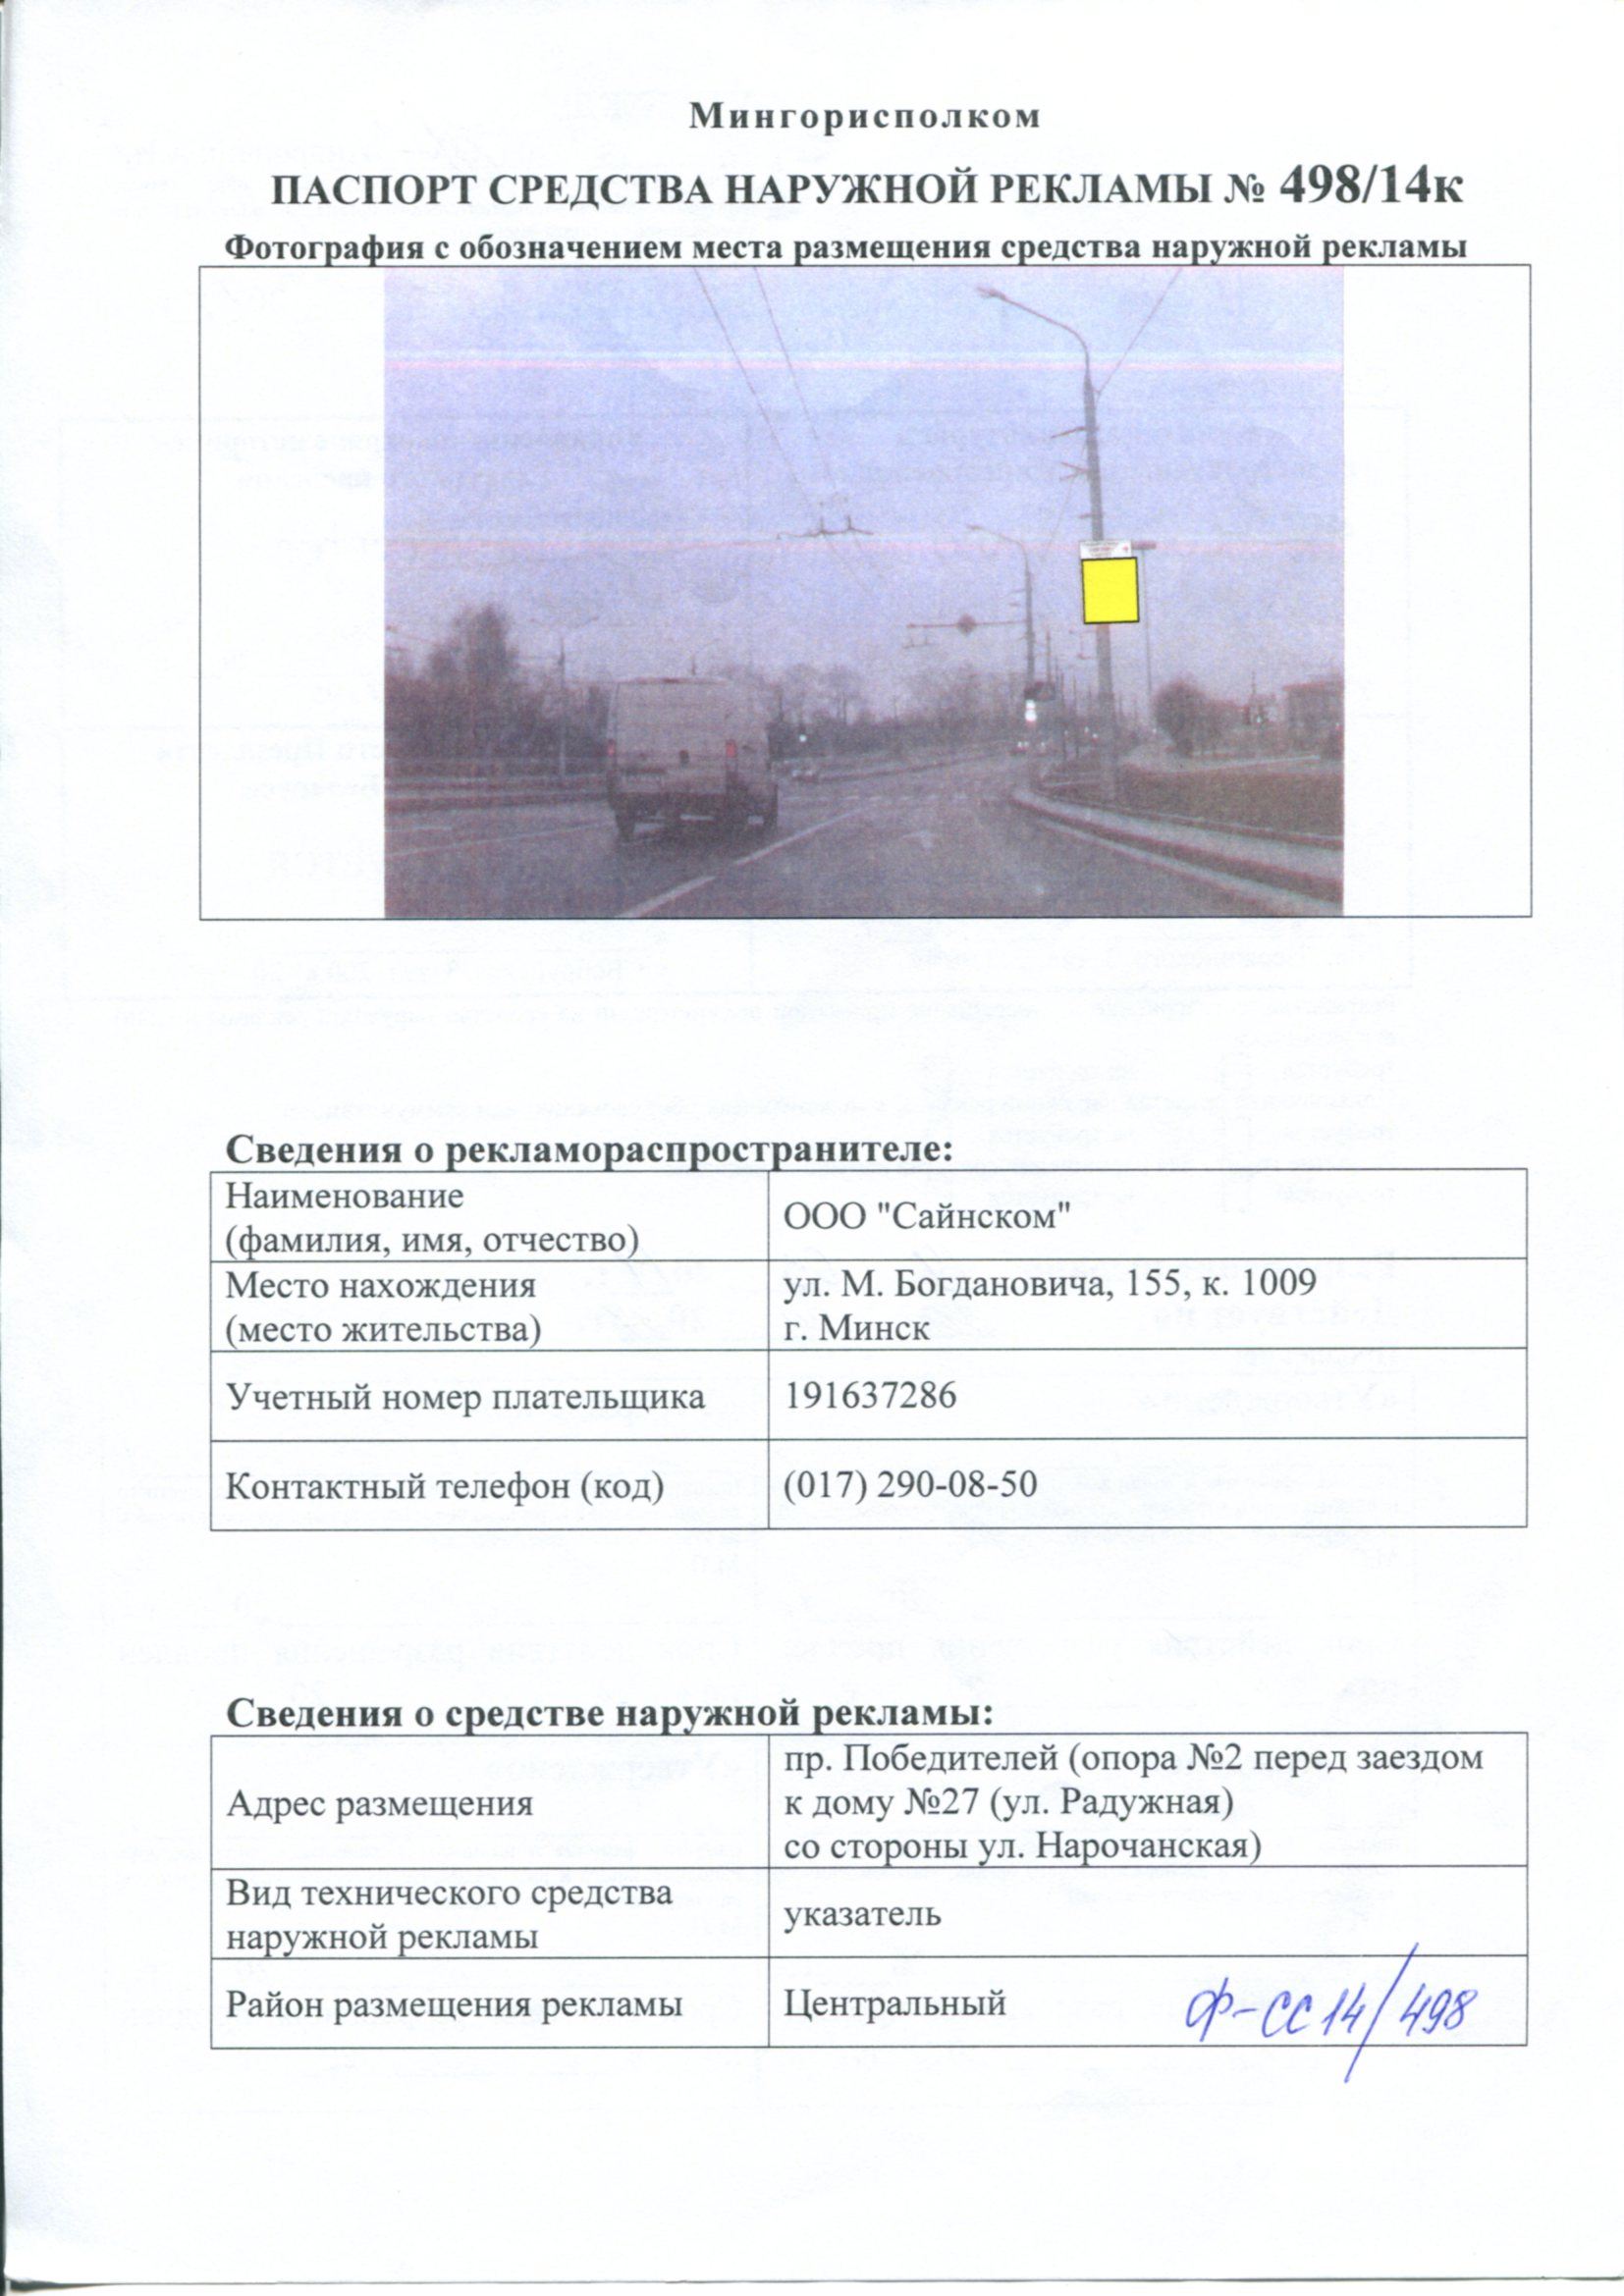 Мингорисполком
ПАСПОРТ СРЕДСТВА НАРУЖНОЙ РЕКЛАМЫ № 498/14к
Фотография с обозначением места размещения средства наружной рекламы
Сведения о рекламораспространителе:
Наименование
(фамилия, имя, отчество)
ООО "Сайнском"
Место нахождения
(место жительства)
ул. М. Богдановича, 155, к. 1009
г. Минск
Учетный номер плательщика
191637286
Контактный телефон (код)
(017) 290-08-50
Сведения о средстве наружной рекламы:
Адрес размещения
пр. Победителей (опора №2 перед заездом
к дому №27 (ул. Радужная)
со стороны ул. Нарочанская)
Вид технического средства
наружной рекламы
указатель
Район размещения рекламы
Центральный
Ф-СС 14/498